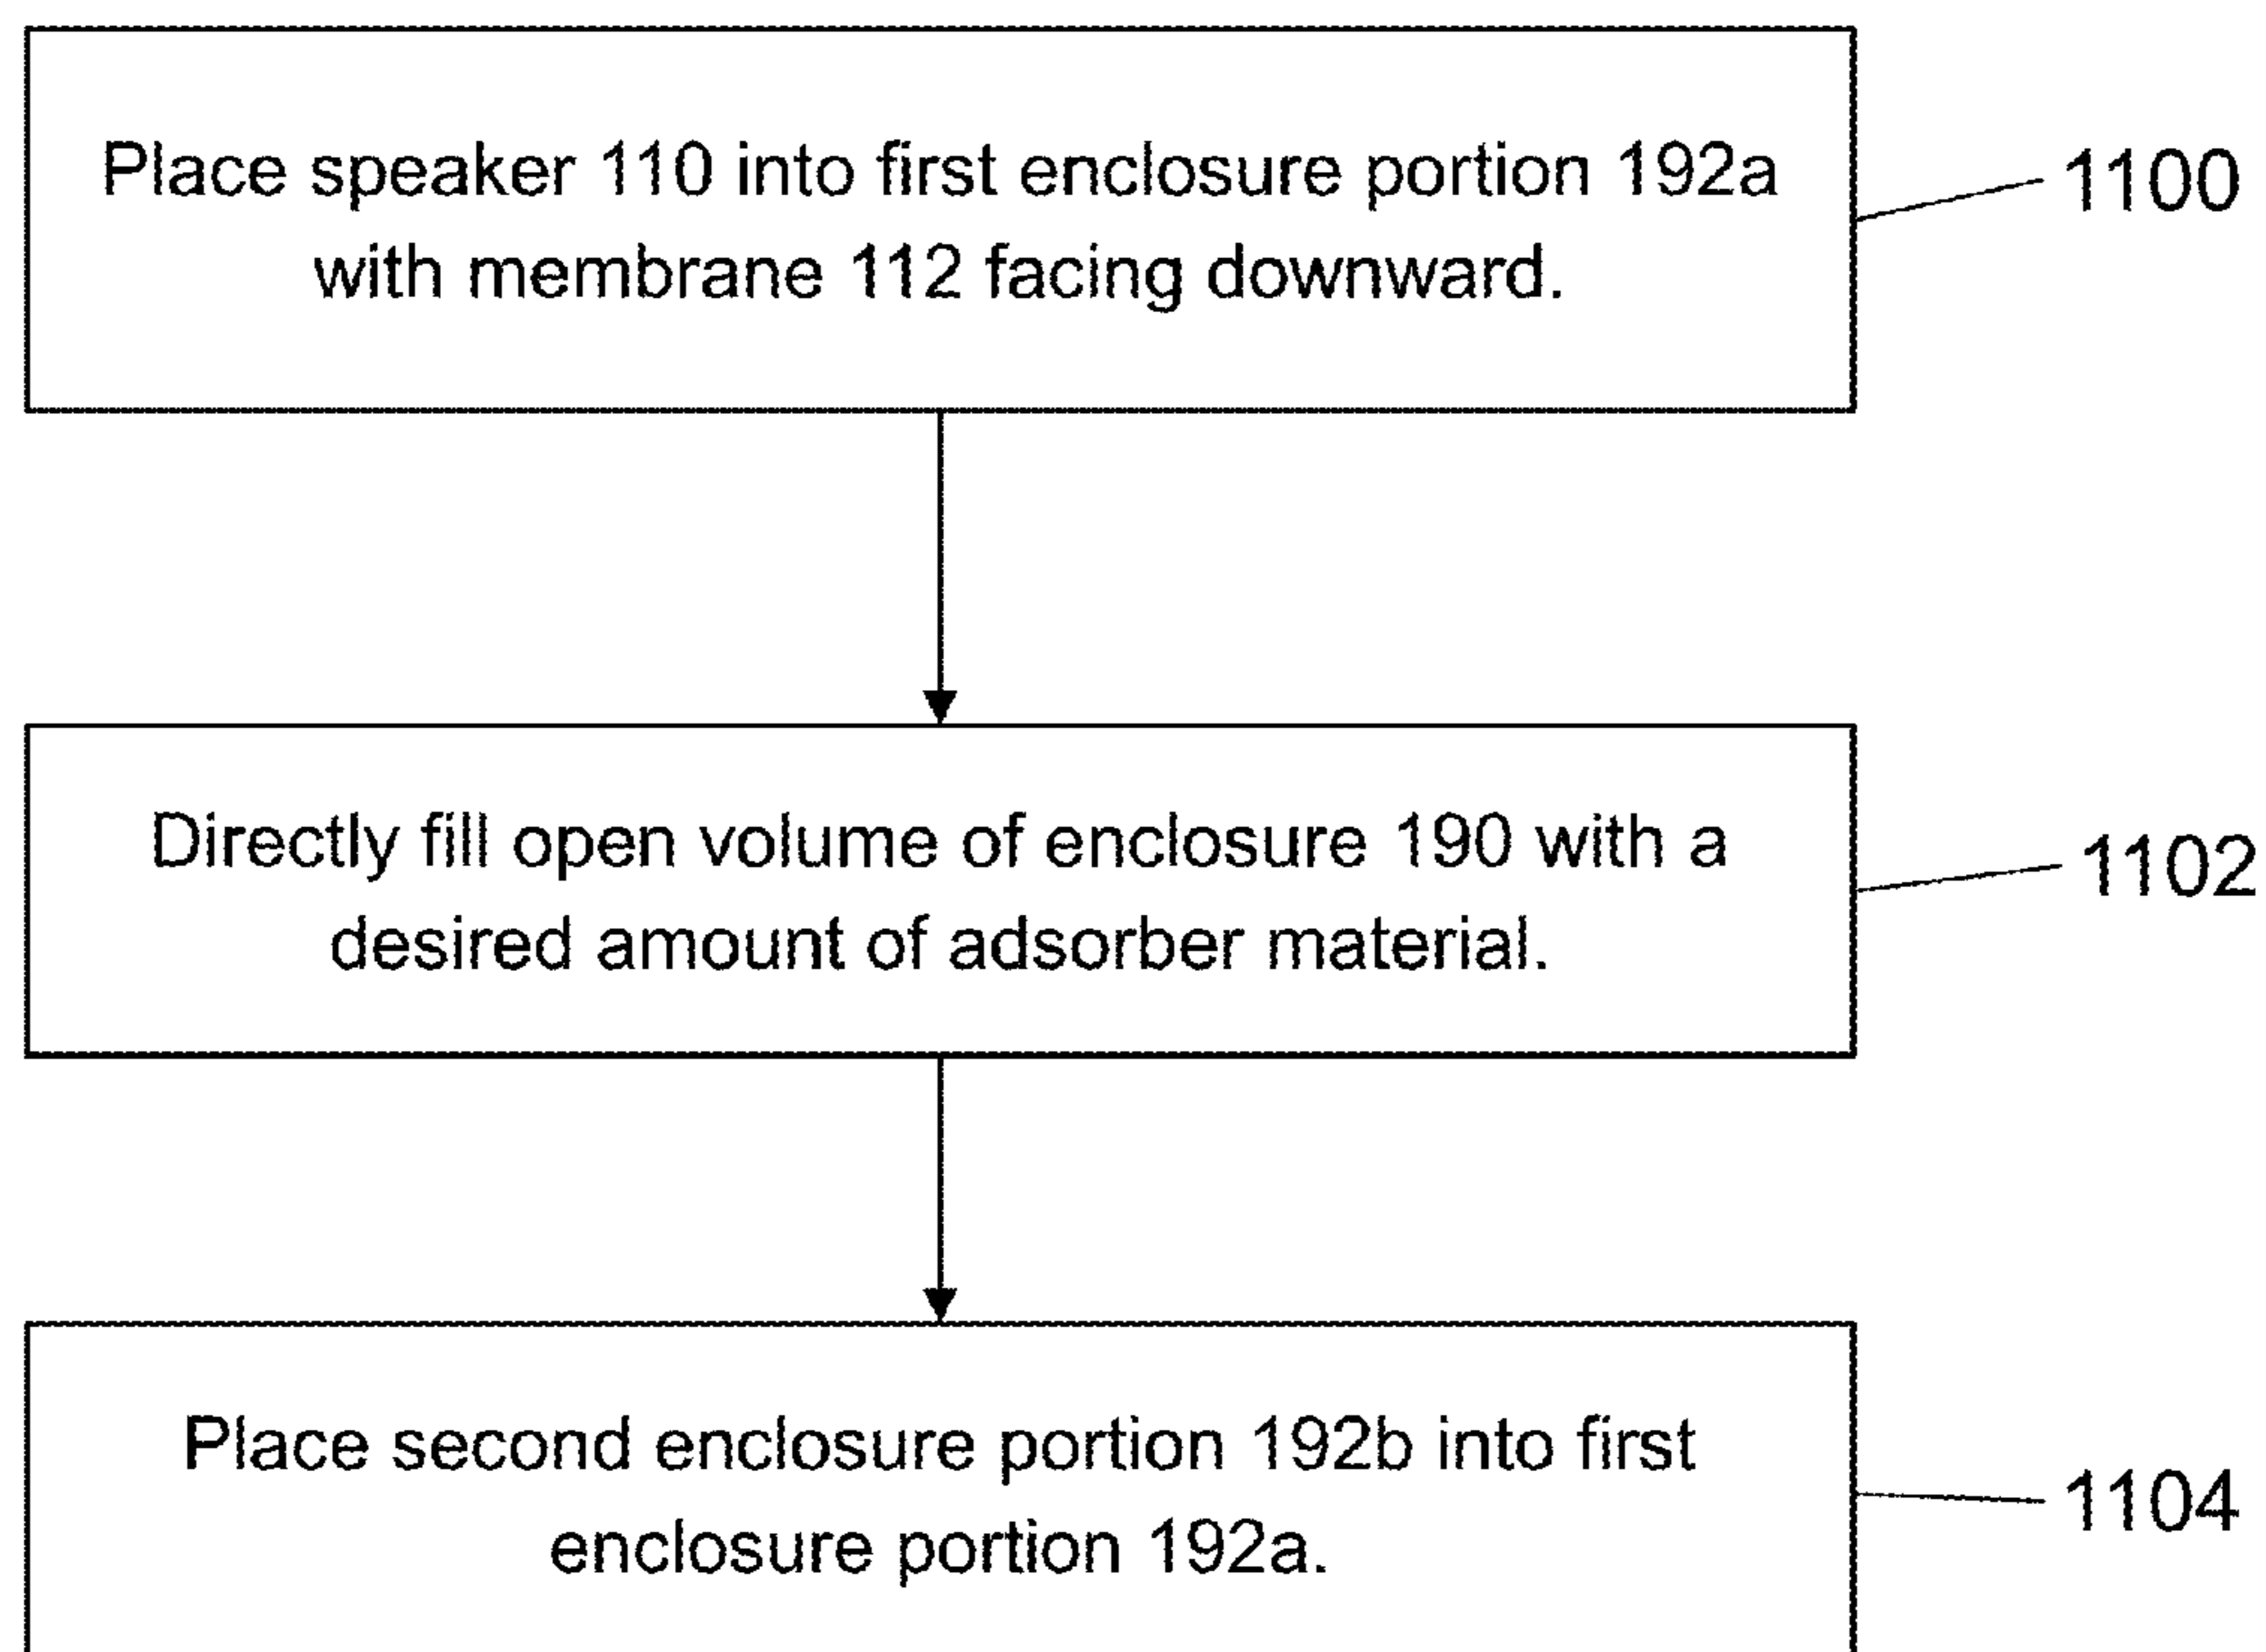 Place speaker 110 into first enclosure portion 192a
with membrane 112 facing downward.
1100
Directly fill open volume of enclosure 190 with a
desired amount of adsorber material.
1102
Place second enclosure portion 192b into first
enclosure portion 192a.
1104